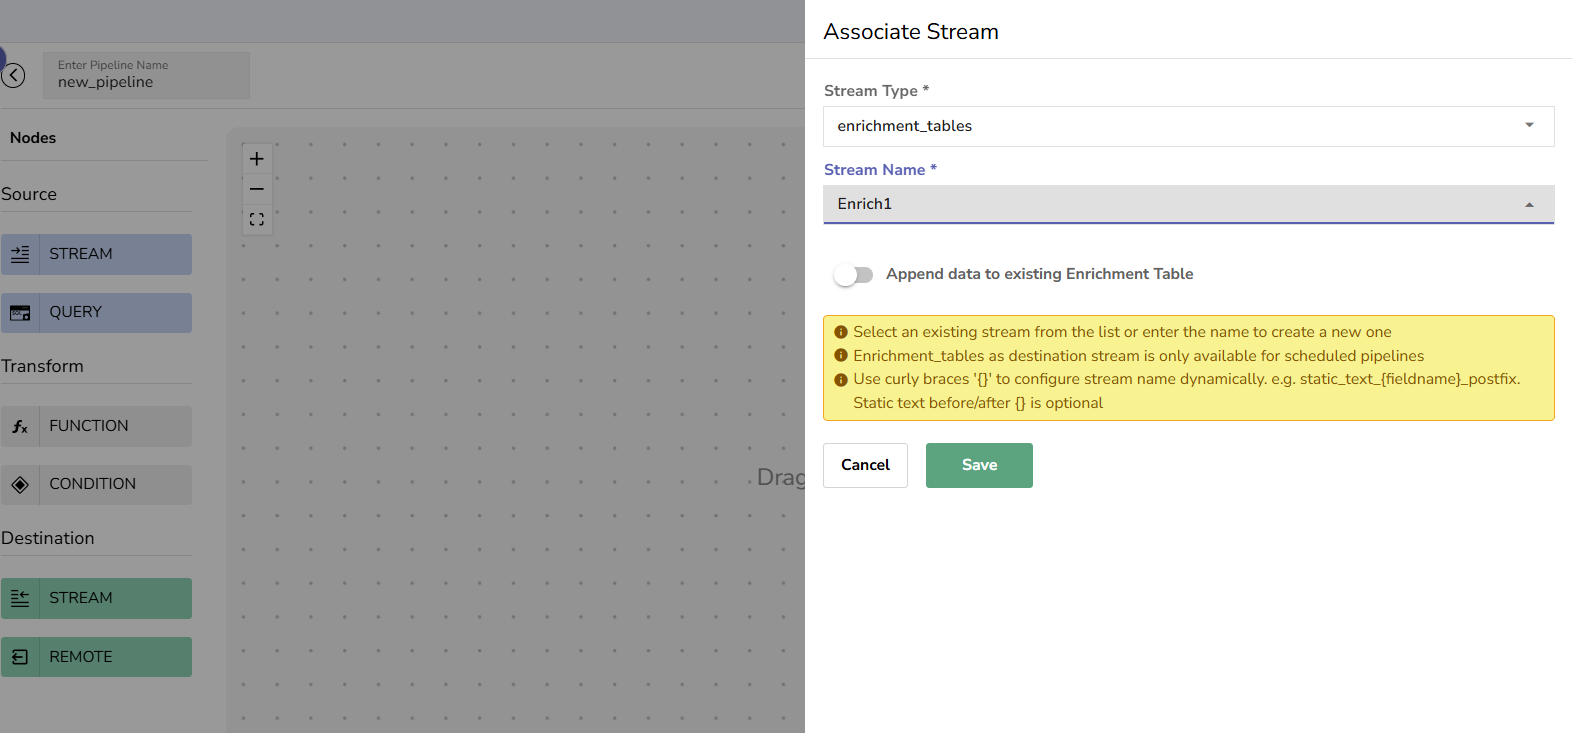 Associate Stream
Enter Pipeline Name
new_pipeline
Nodes
Source
STREAM
QUERY
Transform
FUNCTION
CONDITION
Destination
STREAM
REMOTE
Drag
Stream Type *
enrichment_tables
Stream Name *
Enrich1
Append data to existing Enrichment Table
Select an existing stream from the list or enter the name to create a new one
Enrichment_tables as destination stream is only available for scheduled pipelines
Use curly braces '{}' to configure stream name dynamically. e.g. static_text_{fieldname}_postfix.
Static text before/after {} is optional
Cancel
Save